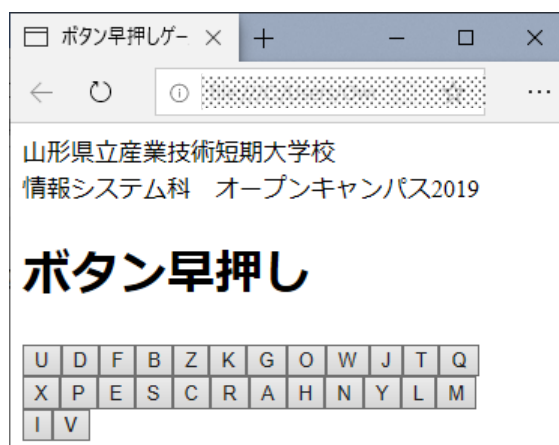 ボタン早押しゲー
山形県立産業技術短期大学校
情報システム科　オープンキャンパス2019
ボタン早押し
U D F B Z K G O W J T Q
X P E S C R A H N Y L M
I V